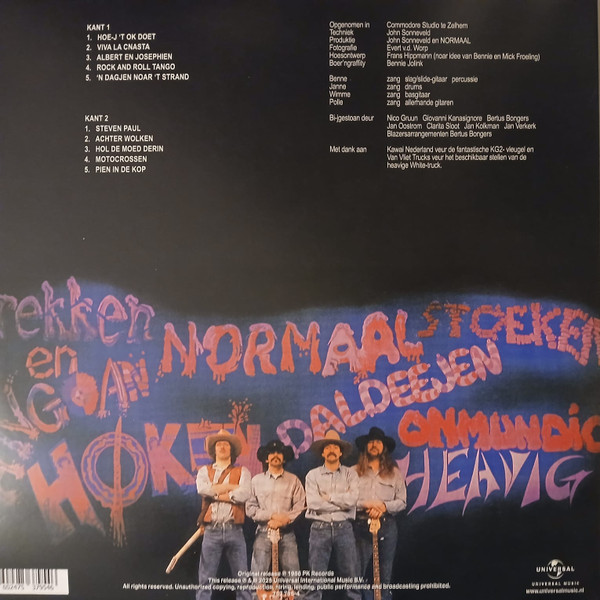 KANT 1
1. HOE-J 'T OK DOET
2. VIVA LA CNASTA
3. ALBERT EN JOSEPHIEN
4. ROCK AND ROLL TANGO
5. 'N DAGJEN NOAR 'T STRAND
KANT 2
1. STEVEN PAUL
2. ACHTER WOLKEN
3. HOL DE MOED DERIN
4. MOTOCROSSEN
5. PIEN IN DE KOP
Opgenomen in Commodore Studio te Zelhem
Techniek John Sonneveld
Produktie John Sonneveld en NORMAAL
Fotografie Evert v.d. Worp
Hoesontwerp Frans Hippmann (noar idee van Bennie en Mick Froeling)
Boer'ngraffity Bennie Jolink
Benne zang slag/slide-gitaar percussie
Janne zang drums
Wimme zang basgitaar
Polle zang allemande gitaren
Bi-jgestoan deur Nico Gruun Giovanni Kanasignore Bertus Bongers
Jan Oostrom Clarita Sloot Jan Kolkman Jan Verkerk
Blazersarrangementen Bertus Bongers
Met dank aan Kawai Nederland veur de fantastische KG2- vleugel en
Van Vliet Trucks veur het beschikbaar stellen van de
heavige White-truck.
rekken
en
GOAN
HOKEN
NORMAAL
STOEKEN
DALDEEJEN
ONMUNDIG
HEAVIG
Original release ℗ 1986 PK Records
This release ℗ & © 2025 Universal International Music B.V.
All rights reserved. Unauthorized copying, reproduction, hiring, lending, public performance and broadcasting prohibited.
UNIVERSAL
UNIVERSAL MUSIC
www.universalmusic.nl